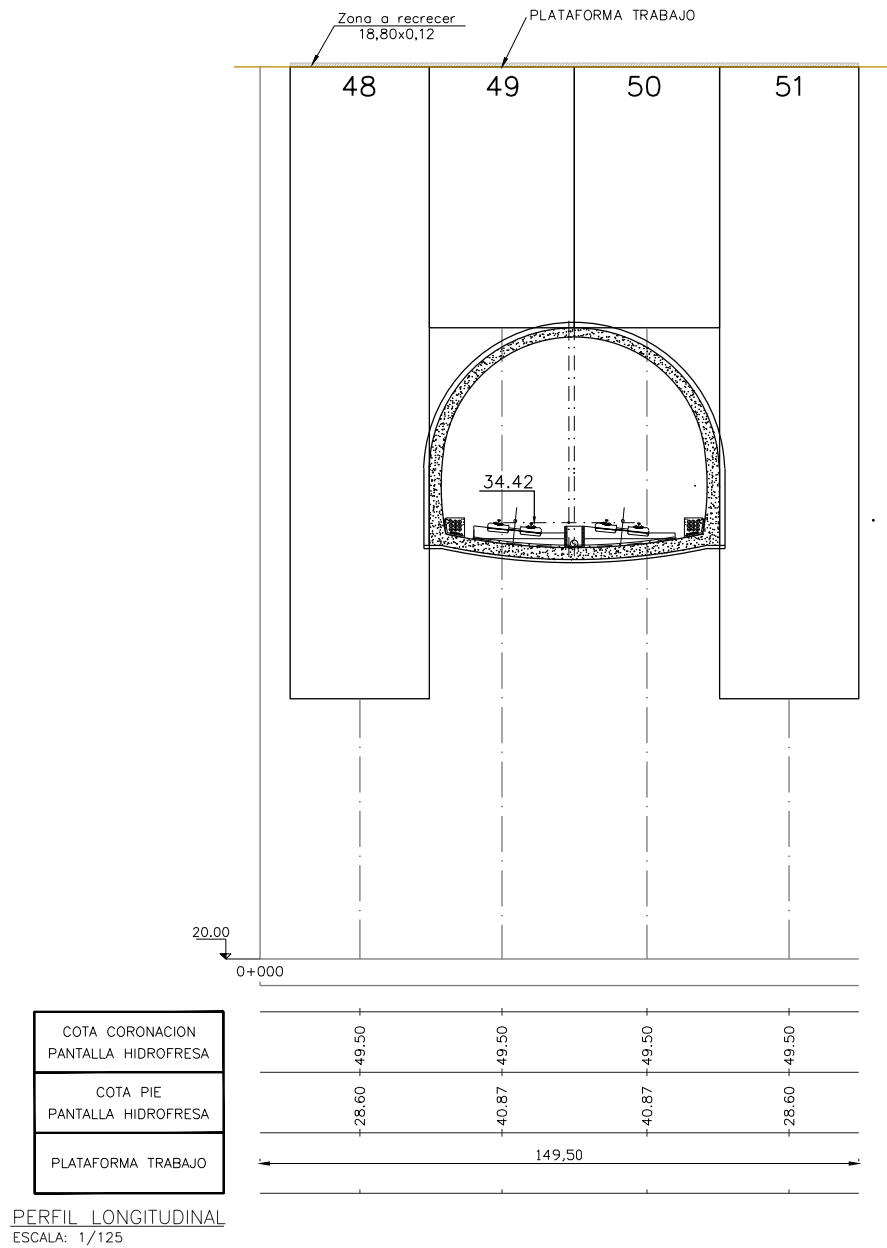 Zona a recrecer
18,80x0,12
PLATAFORMA TRABAJO
48
49
50
51
34.42
20.00
0+000
COTA CORONACION
PANTALLA HIDROFRESA
49.50
49.50
49.50
49.50
COTA PIE
PANTALLA HIDROFRESA
28.60
40.87
40.87
28.60
PLATAFORMA TRABAJO
149,50
PERFIL LONGITUDINAL
ESCALA: 1/125